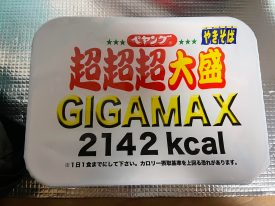 ★★★ペヤング★★★ やきそば
超超超大盛
GIGAMAX
2142 kcal
※1日1食までにして下さい。カロリー摂取基準を上回る恐れがあります。